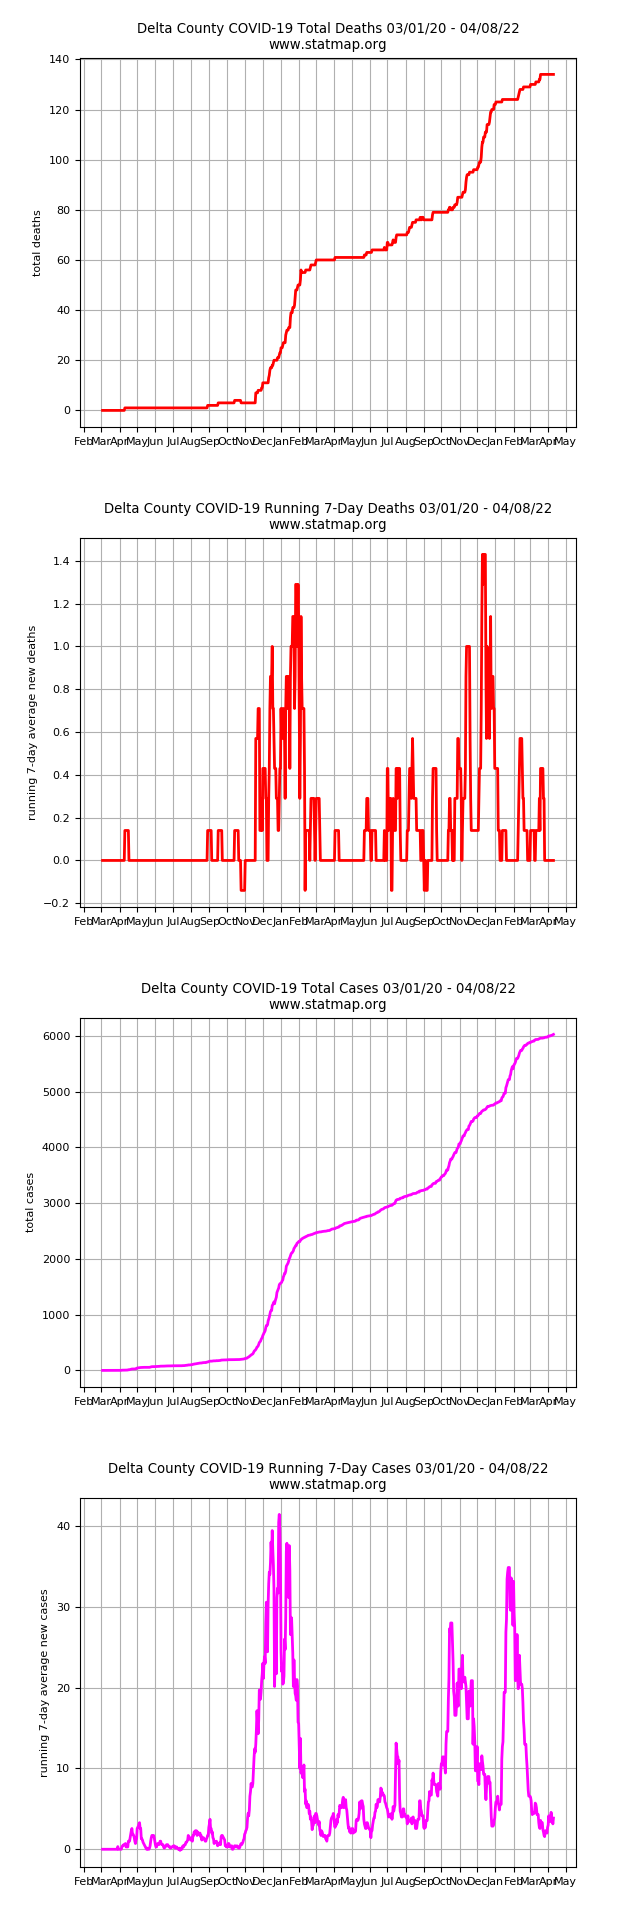 Delta County COVID-19 Total Deaths 03/01/20 - 04/08/22
www.statmap.org
140
120
100
80
60
40
20
0
total deaths
Feb Mar Apr May Jun Jul Aug Sep Oct Nov Dec Jan Feb Mar Apr May Jun Jul Aug Sep Oct Nov Dec Jan Feb Mar Apr May
Delta County COVID-19 Running 7-Day Deaths 03/01/20 - 04/08/22
www.statmap.org
1.4
1.2
1.0
0.8
0.6
0.4
0.2
0.0
−0.2
running 7-day average new deaths
Feb Mar Apr May Jun Jul Aug Sep Oct Nov Dec Jan Feb Mar Apr May Jun Jul Aug Sep Oct Nov Dec Jan Feb Mar Apr May
Delta County COVID-19 Total Cases 03/01/20 - 04/08/22
www.statmap.org
6000
5000
4000
3000
2000
1000
0
total cases
Feb Mar Apr May Jun Jul Aug Sep Oct Nov Dec Jan Feb Mar Apr May Jun Jul Aug Sep Oct Nov Dec Jan Feb Mar Apr May
Delta County COVID-19 Running 7-Day Cases 03/01/20 - 04/08/22
www.statmap.org
40
30
20
10
0
running 7-day average new cases
Feb Mar Apr May Jun Jul Aug Sep Oct Nov Dec Jan Feb Mar Apr May Jun Jul Aug Sep Oct Nov Dec Jan Feb Mar Apr May